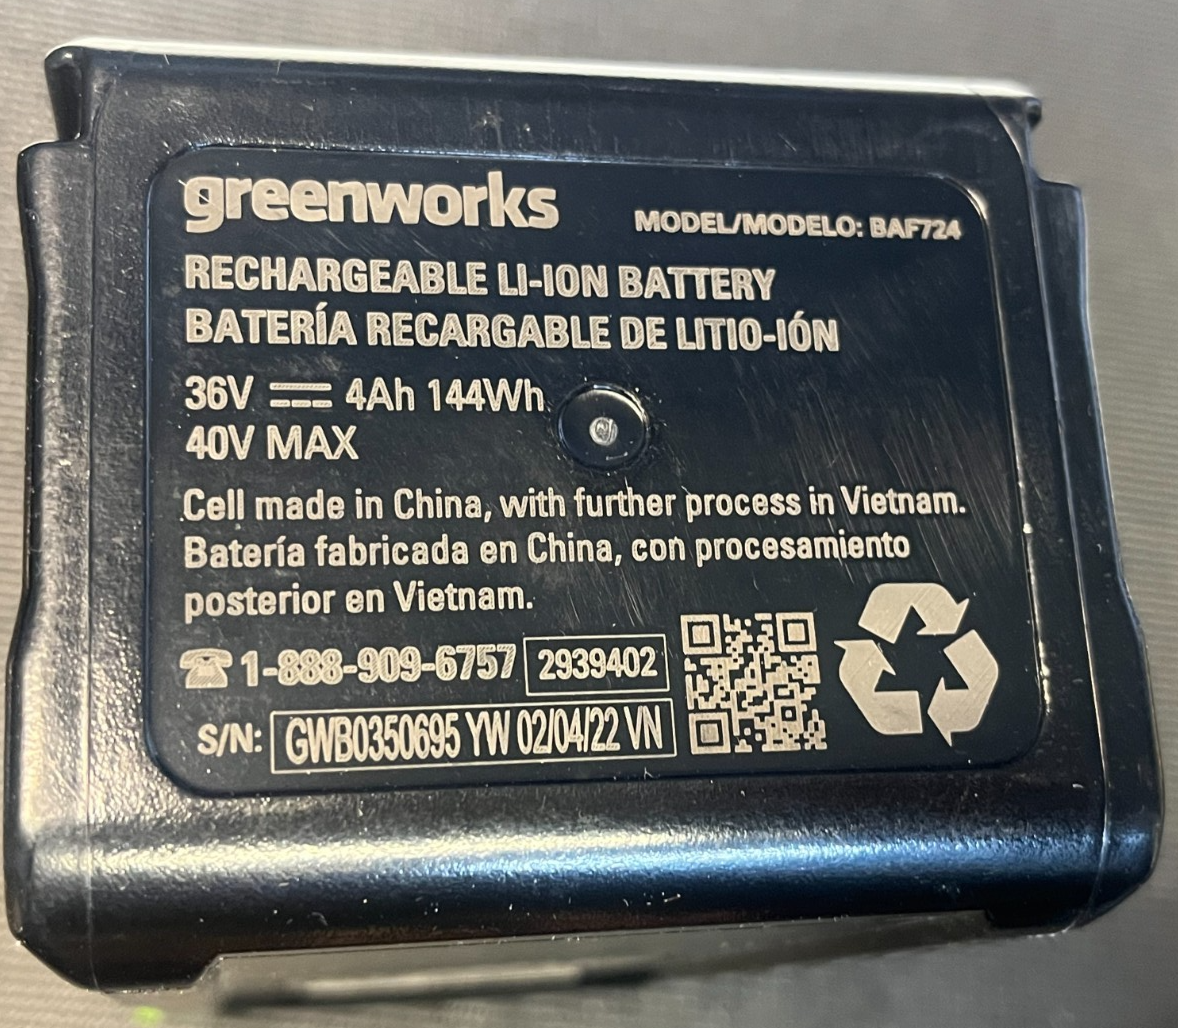 greenworks
MODEL/MODELO: BAF724
RECHARGEABLE LI-ION BATTERY
BATERÍA RECARGABLE DE LITIO-IÓN
36V ⎓ 4Ah 144Wh
40V MAX
Cell made in China, with further process in Vietnam.
Batería fabricada en China, con procesamiento
posterior en Vietnam.
☎ 1-888-909-6757 2939402
S/N: GWB0350695 YW 02/04/22 VN